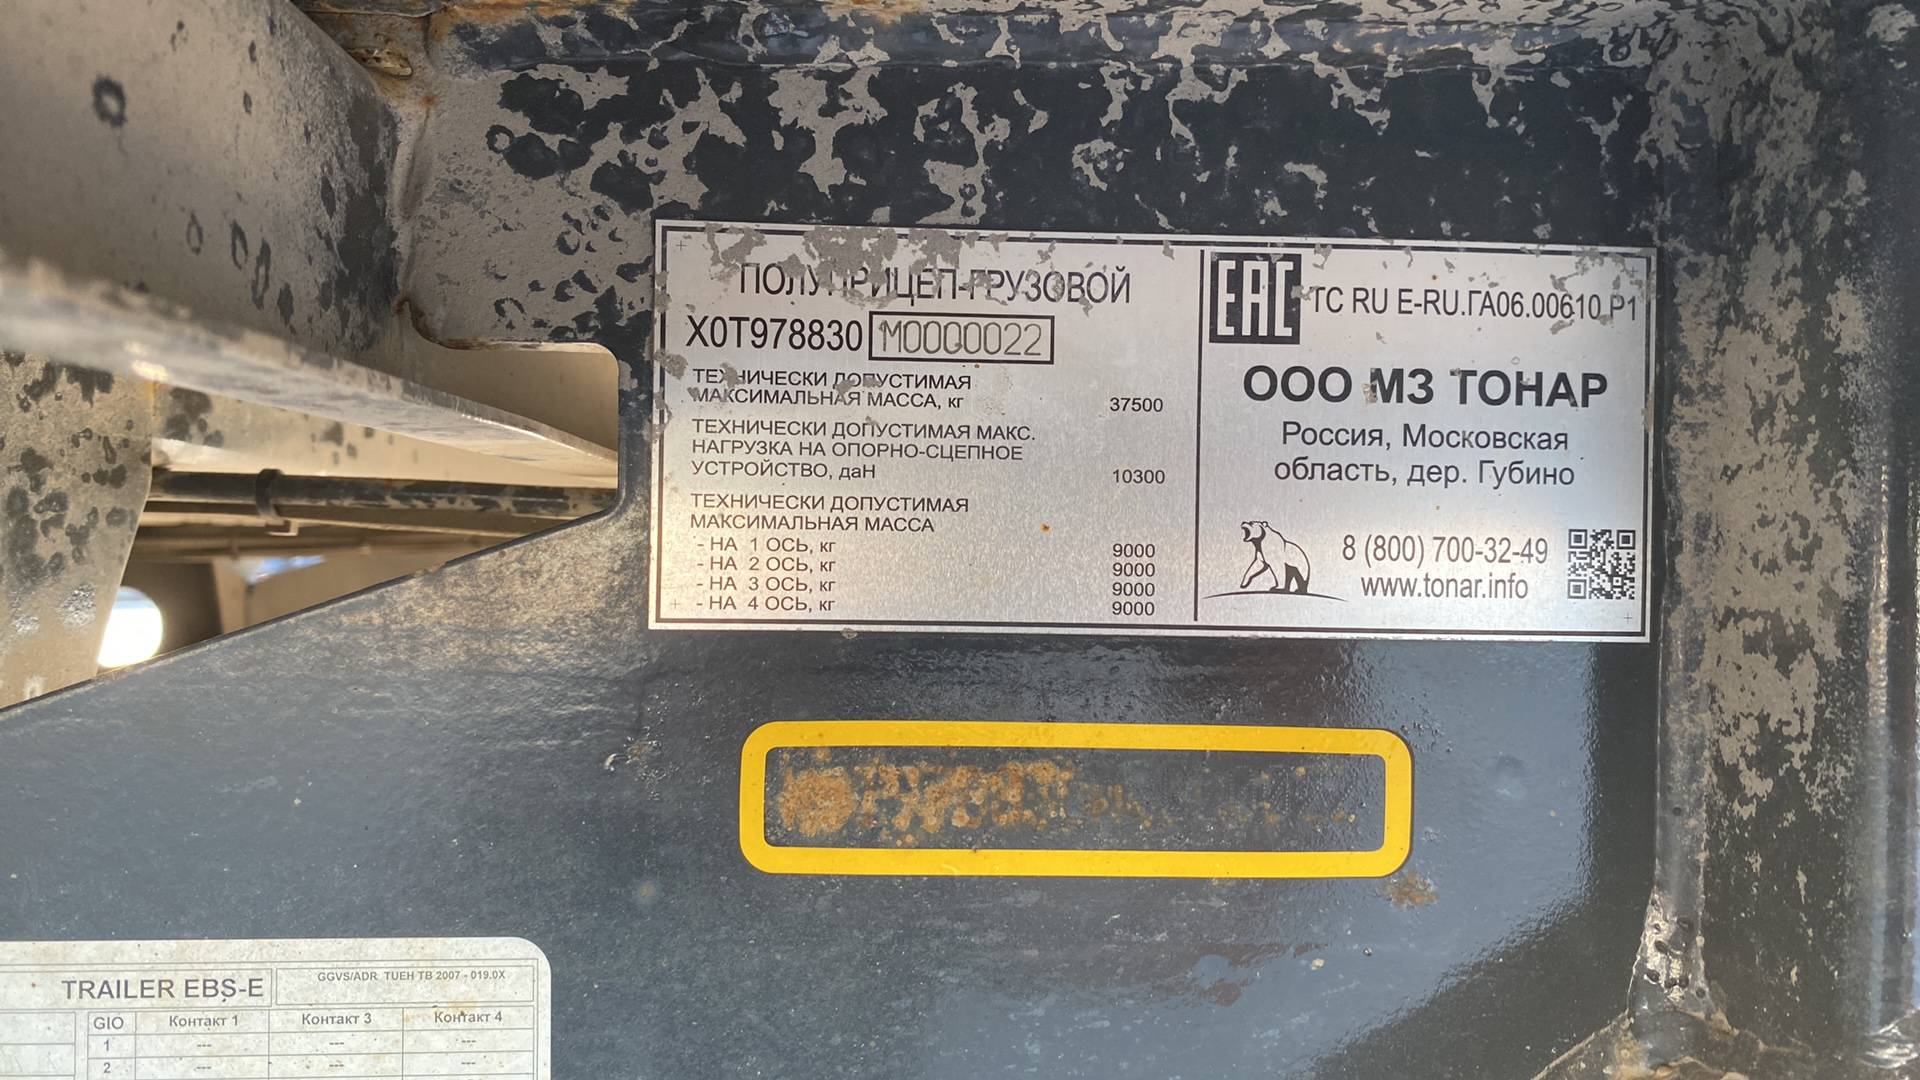 ПОЛУПРИЦЕП-ГРУЗОВОЙ
X0T978830 M0000022
ТЕХНИЧЕСКИ ДОПУСТИМАЯ
МАКСИМАЛЬНАЯ МАССА, кг 37500
ТЕХНИЧЕСКИ ДОПУСТИМАЯ МАКС.
НАГРУЗКА НА ОПОРНО-СЦЕПНОЕ
УСТРОЙСТВО, даН 10300
ТЕХНИЧЕСКИ ДОПУСТИМАЯ
МАКСИМАЛЬНАЯ МАССА
- НА 1 ОСЬ, кг 9000
- НА 2 ОСЬ, кг 9000
- НА 3 ОСЬ, кг 9000
- НА 4 ОСЬ, кг 9000
EAC ТС RU E-RU.ГА06.00610.P1
ООО МЗ ТОНАР
Россия, Московская
область, дер. Губино
8 (800) 700-32-49
www.tonar.info
TRAILER EBS-E
GGVS/ADR TUEH TB 2007 - 019.0X
GIO Контакт 1 Контакт 3 Контакт 4
1 --- --- ---
2 --- --- ---